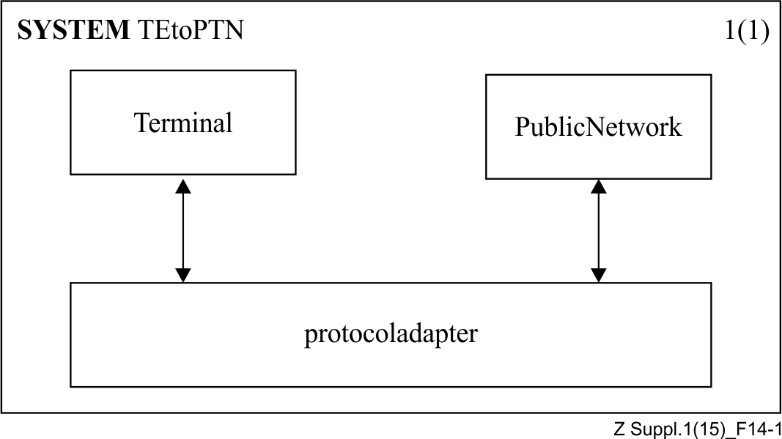 SYSTEM TEtoPTN 1(1)
Terminal
PublicNetwork
protocoladapter
Z Suppl.1(15)_F14-1